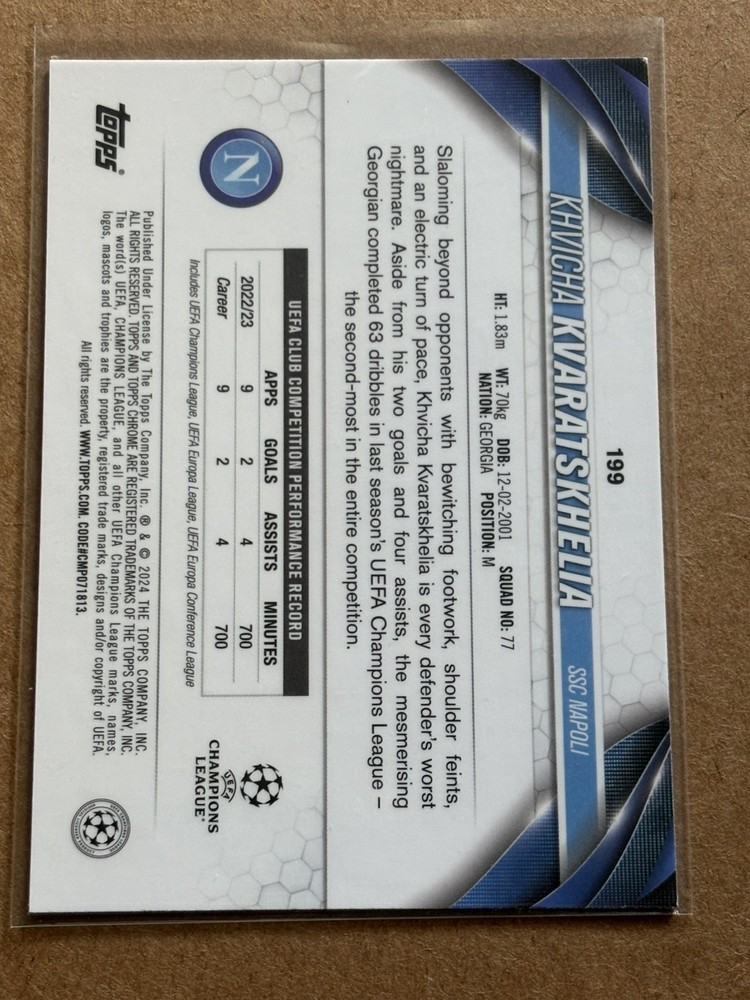 199
KHVICHA KVARATSKHELIA
SSC NAPOLI
HT: 1.83m WT: 70kg DOB: 12-02-2001 SQUAD NO: 77
NATION: GEORGIA POSITION: M
Slaloming beyond opponents with bewitching footwork, shoulder feints,
and an electric turn of pace, Khvicha Kvaratskhelia is every defender's worst
nightmare. Aside from his two goals and four assists, the mesmerising
Georgian completed 63 dribbles in last season's UEFA Champions League –
the second-most in the entire competition.
N
UEFA CLUB COMPETITION PERFORMANCE RECORD
APPS GOALS ASSISTS MINUTES
2022/23 9 2 4 700
Career 9 2 4 700
Includes UEFA Champions League, UEFA Europa League, UEFA Europa Conference League
UEFA
CHAMPIONS
LEAGUE®
topps®
Published Under License by The Topps Company, Inc. ® & © 2024 THE TOPPS COMPANY, INC.
ALL RIGHTS RESERVED. TOPPS AND TOPPS CHROME ARE REGISTERED TRADEMARKS OF THE TOPPS COMPANY, INC.
The word(s) UEFA, CHAMPIONS LEAGUE, and all other UEFA Champions League marks, names,
logos, mascots and trophies are the property, registered trade marks, designs and/or copyright of UEFA.
All rights reserved. WWW.TOPPS.COM. CODE#CMP071813.